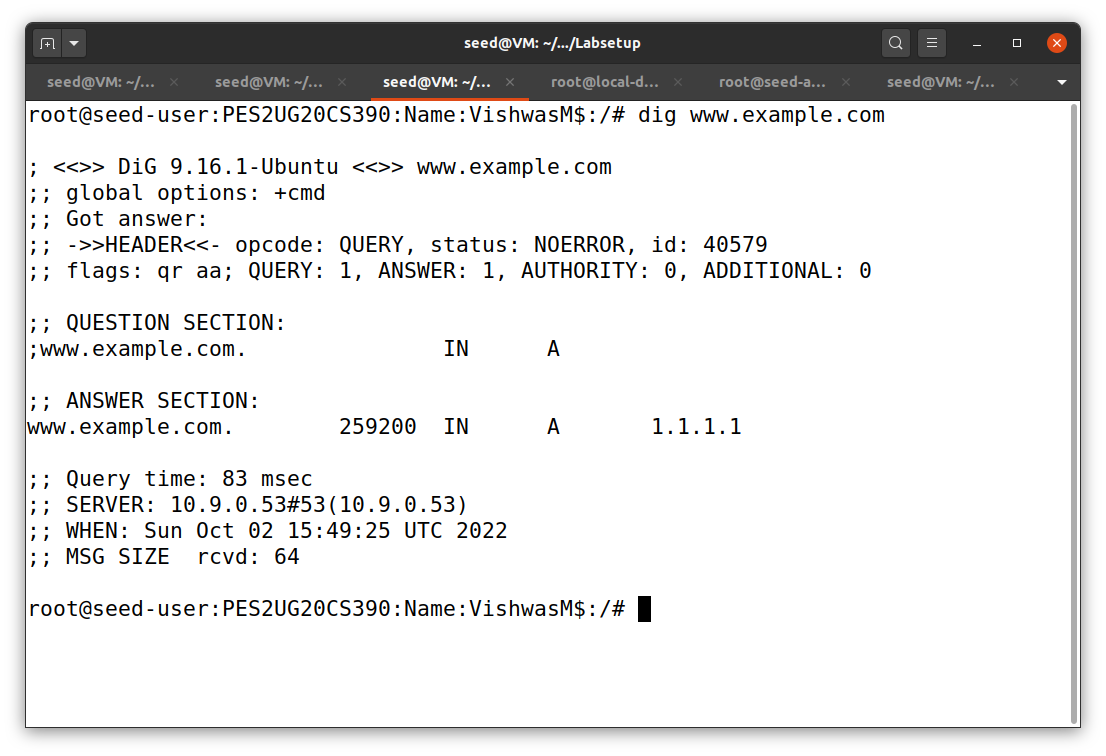 seed@VM: ~/.../Labsetup
seed@VM: ~/... seed@VM: ~/... seed@VM: ~/... root@local-d... root@seed-a... seed@VM: ~/...
root@seed-user:PES2UG20CS390:Name:VishwasM$:/# dig www.example.com
; <<>> DiG 9.16.1-Ubuntu <<>> www.example.com
;; global options: +cmd
;; Got answer:
;; ->>HEADER<<- opcode: QUERY, status: NOERROR, id: 40579
;; flags: qr aa; QUERY: 1, ANSWER: 1, AUTHORITY: 0, ADDITIONAL: 0
;; QUESTION SECTION:
;www.example.com. IN A
;; ANSWER SECTION:
www.example.com. 259200 IN A 1.1.1.1
;; Query time: 83 msec
;; SERVER: 10.9.0.53#53(10.9.0.53)
;; WHEN: Sun Oct 02 15:49:25 UTC 2022
;; MSG SIZE  rcvd: 64
root@seed-user:PES2UG20CS390:Name:VishwasM$:/#